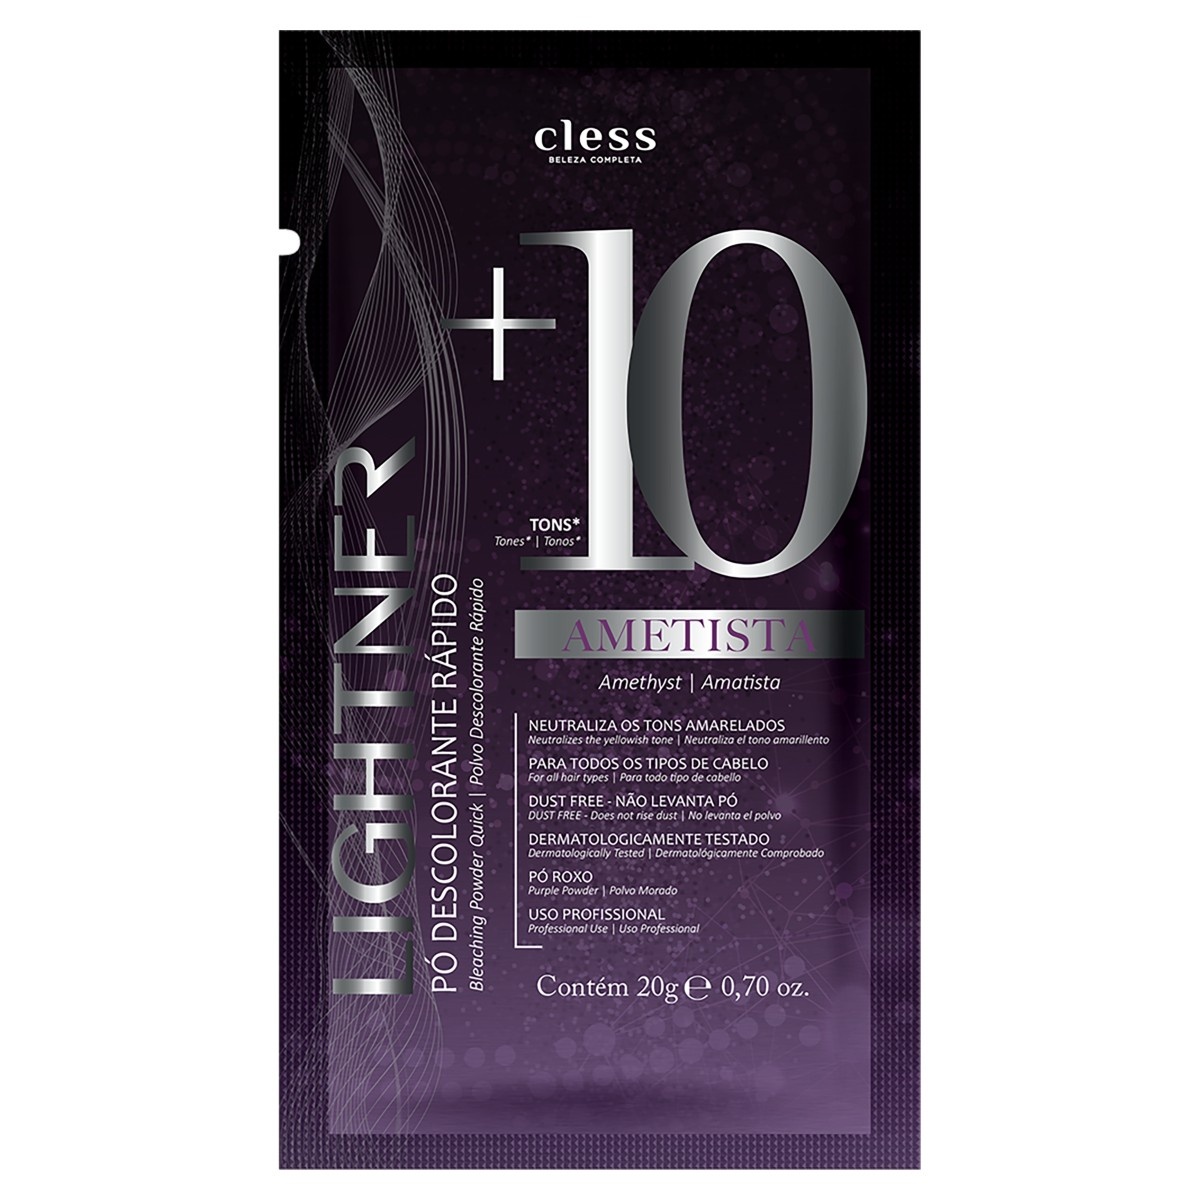 cless
BELEZA COMPLETA
+10
TONS*
Tones* | Tonos*
AMETISTA
Amethyst | Amatista
LIGHTNER
PÓ DESCOLORANTE RÁPIDO
Bleaching Powder Quick | Polvo Descolorante Rápido
NEUTRALIZA OS TONS AMARELADOS
Neutralizes the yellowish tone | Neutraliza el tono amarillento
PARA TODOS OS TIPOS DE CABELO
For all hair types | Para todo tipo de cabello
DUST FREE - NÃO LEVANTA PÓ
DUST FREE - Does not rise dust | No levanta el polvo
DERMATOLOGICAMENTE TESTADO
Dermatologically Tested | Dermatológicamente Comprobado
PÓ ROXO
Purple Powder | Polvo Morado
USO PROFISSIONAL
Professional Use | Uso Professional
Contém 20g ℮ 0,70 oz.